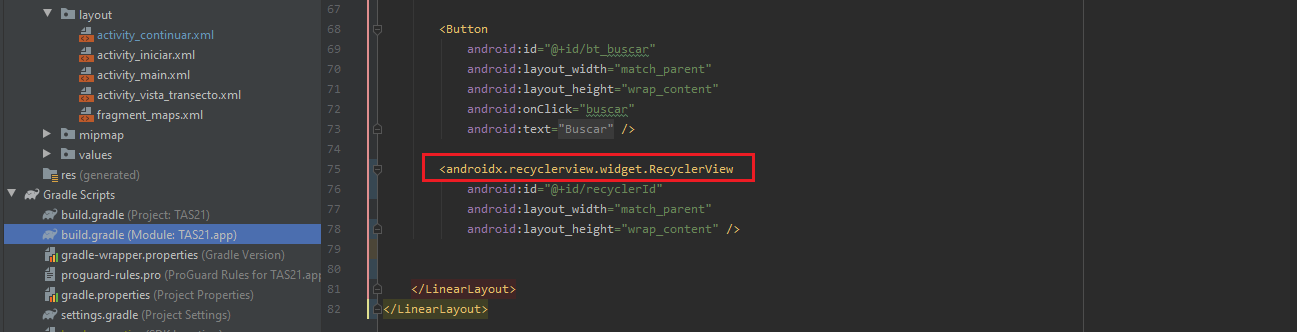 layout
activity_continuar.xml
activity_iniciar.xml
activity_main.xml
activity_vista_transecto.xml
fragment_maps.xml
mipmap
values
res (generated)
Gradle Scripts
build.gradle (Project: TAS21)
build.gradle (Module: TAS21.app)
gradle-wrapper.properties (Gradle Version)
proguard-rules.pro (ProGuard Rules for TAS21.app
gradle.properties (Project Properties)
settings.gradle (Project Settings)
67
68 <Button
69 android:id="@+id/bt_buscar"
70 android:layout_width="match_parent"
71 android:layout_height="wrap_content"
72 android:onClick="buscar"
73 android:text="Buscar" />
74
75 <androidx.recyclerview.widget.RecyclerView
76 android:id="@+id/recyclerId"
77 android:layout_width="match_parent"
78 android:layout_height="wrap_content" />
79
80
81 </LinearLayout>
82 </LinearLayout>